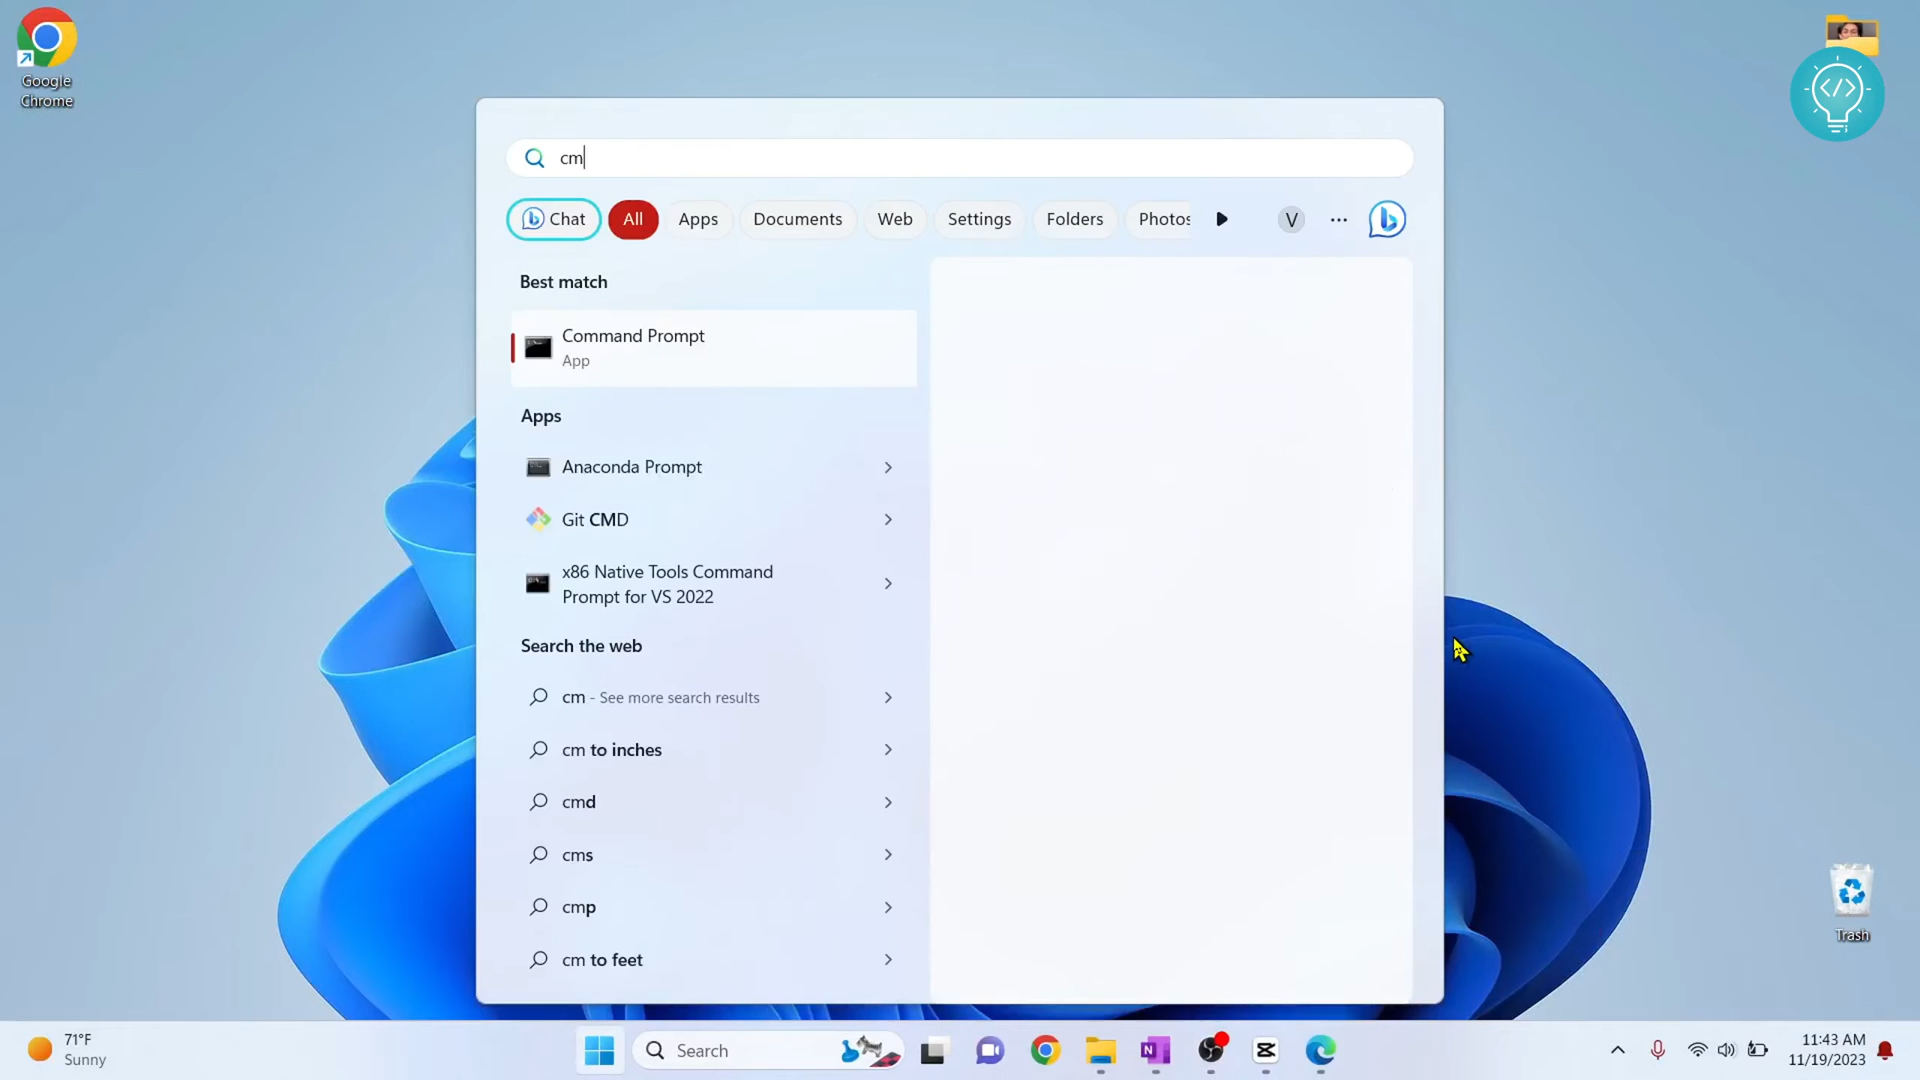 Google
Chrome
cm
Chat
All
Apps
Documents
Web
Settings
Folders
Photos
V
Best match
Command Prompt
App
Apps
Anaconda Prompt
Git CMD
x86 Native Tools Command
Prompt for VS 2022
Search the web
cm - See more search results
cm to inches
cmd
cms
cmp
cm to feet
Trash
71°F
Sunny
Search
11:43 AM
11/19/2023